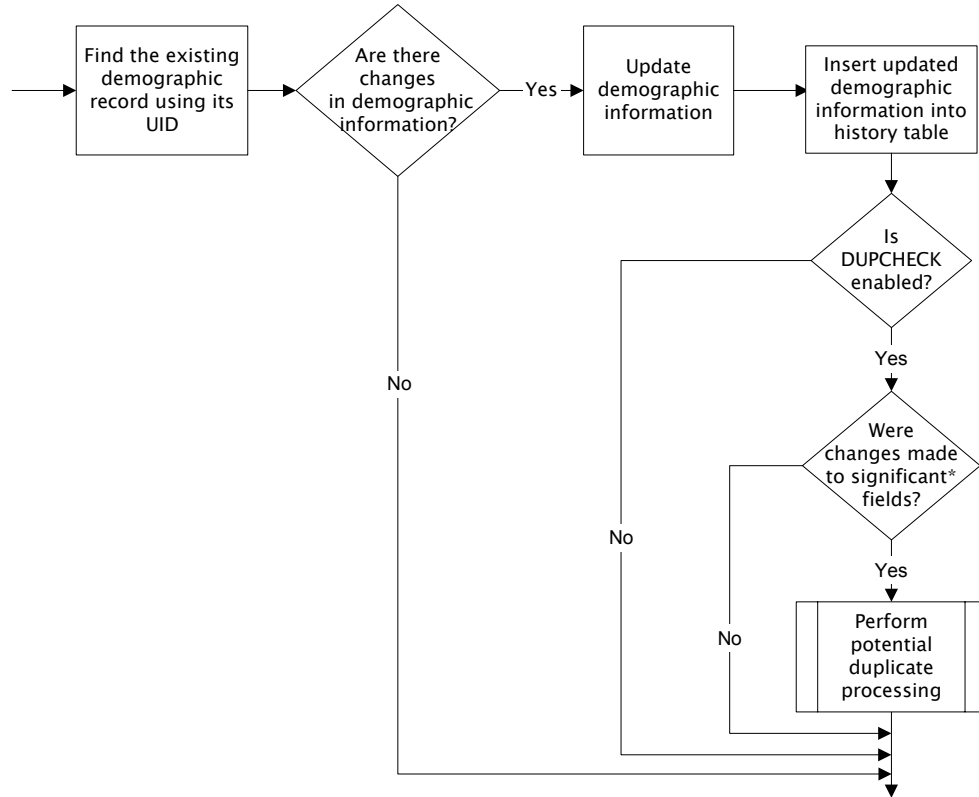 Find the existing
demographic
record using its
UID
Are there
changes
in demographic
information?
Yes
Update
demographic
information
Insert updated
demographic
information into
history table
Is
DUPCHECK
enabled?
Yes
No
Were
changes made
to significant*
fields?
No
Yes
Perform
potential
duplicate
processing
No